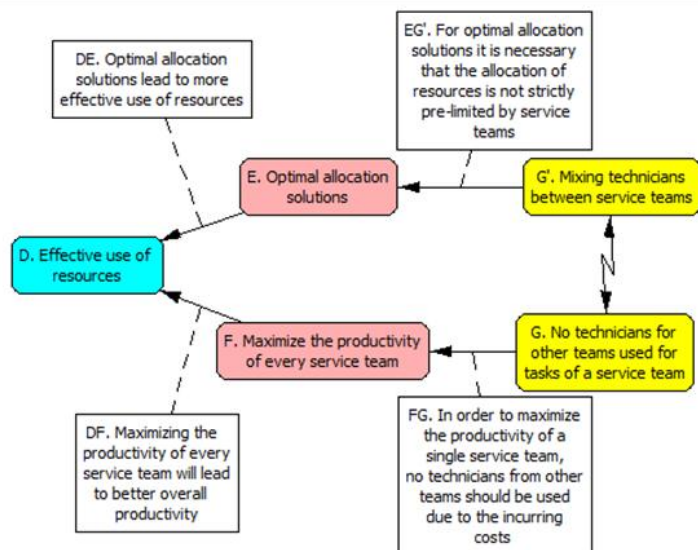 DE. Optimal allocation
solutions lead to more
effective use of resources
EG'. For optimal allocation
solutions it is necessary
that the allocation of
resources is not strictly
pre-limited by service
teams
E. Optimal allocation
solutions
G'. Mixing technicians
between service teams
D. Effective use of
resources
F. Maximize the productivity
of every service team
G. No technicians for
other teams used for
tasks of a service team
DF. Maximizing the
productivity of every
service team will lead
to better overall
productivity
FG. In order to maximize
the productivity of a
single service team,
no technicians from other
teams should be used
due to the incurring
costs